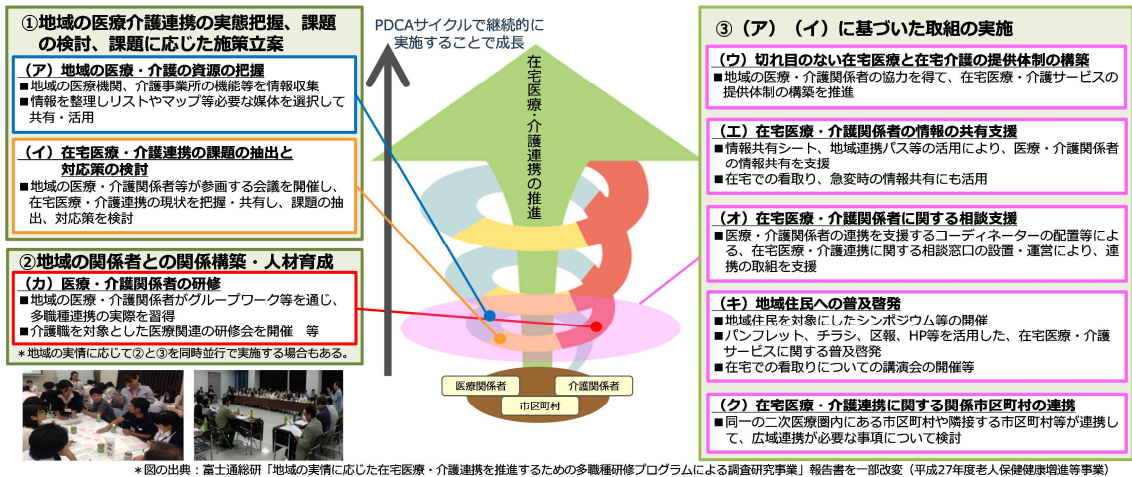 ①地域の医療介護連携の実態把握、課題
の検討、課題に応じた施策立案
（ア）地域の医療・介護の資源の把握
■地域の医療機関、介護事業所の機能等を情報収集
■情報を整理しリストやマップ等必要な媒体を選択して
共有・活用
（イ）在宅医療・介護連携の課題の抽出と
対応策の検討
■地域の医療・介護関係者等が参画する会議を開催し、
在宅医療・介護連携の現状を把握・共有し、課題の抽
出、対応策を検討
②地域の関係者との関係構築・人材育成
（カ）医療・介護関係者の研修
■地域の医療・介護関係者がグループワーク等を通じ、
多職種連携の実際を習得
■介護職を対象とした医療関連の研修会を開催　等
＊地域の実情に応じて②と③を同時並行で実施する場合もある。
PDCAサイクルで継続的に
実施することで成長
在宅医療・介護連携の推進
医療関係者
介護関係者
市区町村
③（ア）（イ）に基づいた取組の実施
（ウ）切れ目のない在宅医療と在宅介護の提供体制の構築
■地域の医療・介護関係者の協力を得て、在宅医療・介護サービスの
提供体制の構築を推進
（エ）在宅医療・介護関係者の情報の共有支援
■情報共有シート、地域連携パス等の活用により、医療・介護関係者
の情報共有を支援
■在宅での看取り、急変時の情報共有にも活用
（オ）在宅医療・介護関係者に関する相談支援
■医療・介護関係者の連携を支援するコーディネーターの配置等によ
る、在宅医療・介護連携に関する相談窓口の設置・運営により、連
携の取組を支援
（キ）地域住民への普及啓発
■地域住民を対象にしたシンポジウム等の開催
■パンフレット、チラシ、区報、HP等を活用した、在宅医療・介護
サービスに関する普及啓発
■在宅での看取りについての講演会の開催等
（ク）在宅医療・介護連携に関する関係市区町村の連携
■同一の二次医療圏内にある市区町村や隣接する市区町村等が連携し
て、広域連携が必要な事項について検討
＊図の出典：富士通総研「地域の実情に応じた在宅医療・介護連携を推進するための多職種研修プログラムによる調査研究事業」報告書を一部改変（平成27年度老人保健健康増進等事業）